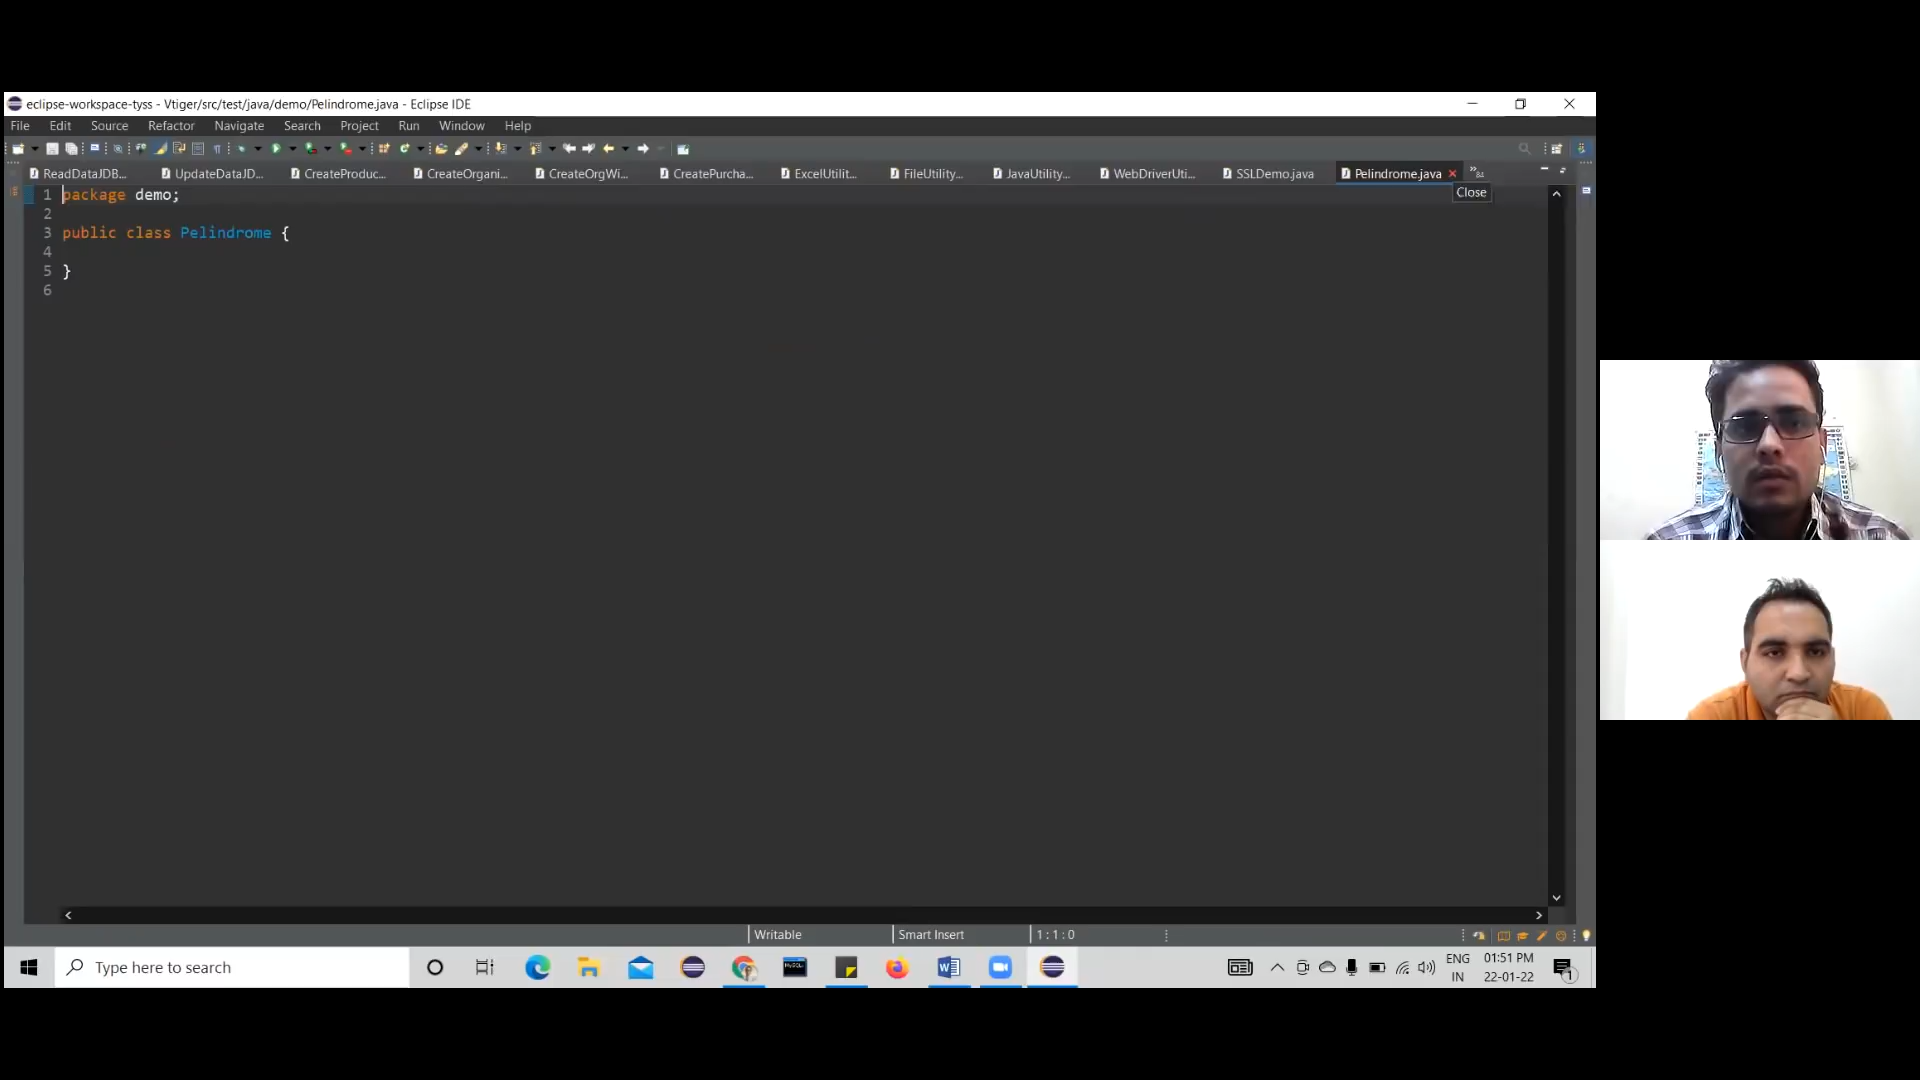 eclipse-workspace-tyss - Vtiger/src/test/java/demo/Pelindrome.java - Eclipse IDE
File Edit Source Refactor Navigate Search Project Run Window Help
ReadDataJDB... UpdateDataJD... CreateProduc... CreateOrgani... CreateOrgWi... CreatePurcha... ExcelUtilit... FileUtility... JavaUtility... WebDriverUti... SSLDemo.java Pelindrome.java
Close
1 package demo;
2
3 public class Pelindrome {
4
5 }
6
Writable Smart Insert 1 : 1 : 0
Type here to search
ENG 01:51 PM
IN 22-01-22